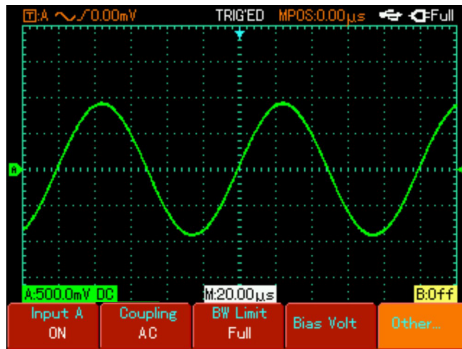 T:A /0.00mV TRIG'ED MPOS:0.00µs Full
A
A:500.0mV DC M:20.00µs B:Off
Input A Coupling BW Limit Bias Volt Other...
ON AC Full